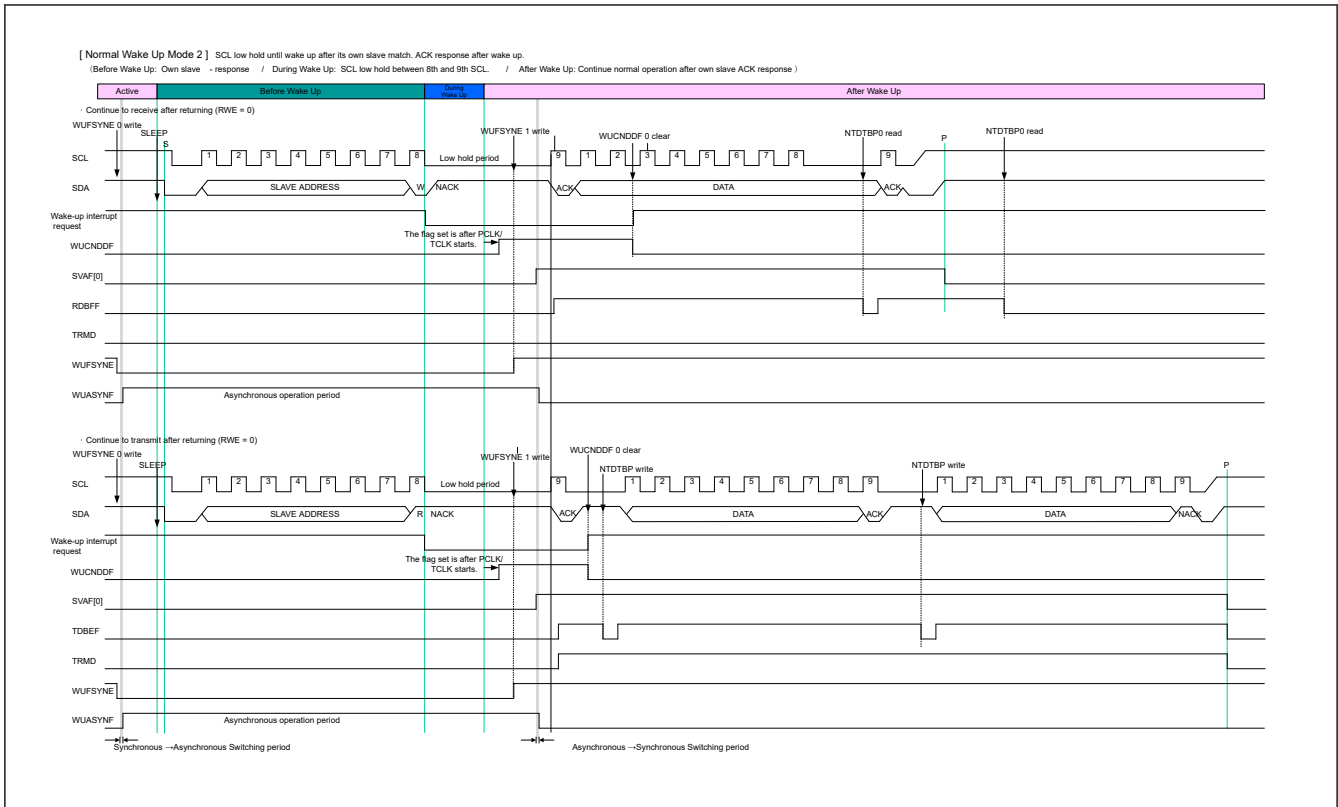 [ Normal Wake Up Mode 2 ] SCL low hold until wake up after its own slave match. ACK response after wake up.
(Before Wake Up: Own slave - response / During Wake Up: SCL low hold between 8th and 9th SCL. / After Wake Up: Continue normal operation after own slave ACK response )
Active Before Wake Up During Wake Up After Wake Up
· Continue to receive after returning (RWE = 0)
WUFSYNE 0 write
SLEEP
S
WUFSYNE 1 write
WUCNDDF 0 clear
NTDTBP0 read
P
NTDTBP0 read
SCL 1 2 3 4 5 6 7 8 Low hold period 9 1 2 3 4 5 6 7 8 9
SDA SLAVE ADDRESS W NACK ACK DATA ACK
Wake-up interrupt
request
The flag set is after PCLK/
TCLK starts.
WUCNDDF
SVAF[0]
RDBFF
TRMD
WUFSYNE
WUASYNF Asynchronous operation period
· Continue to transmit after returning (RWE = 0)
WUFSYNE 0 write
SLEEP
WUFSYNE 1 write
WUCNDDF 0 clear
NTDTBP write
NTDTBP write
P
SCL 1 2 3 4 5 6 7 8 Low hold period 9 1 2 3 4 5 6 7 8 9 1 2 3 4 5 6 7 8 9
SDA SLAVE ADDRESS R NACK ACK DATA ACK DATA NACK
Wake-up interrupt
request
The flag set is after PCLK/
TCLK starts.
WUCNDDF
SVAF[0]
TDBEF
TRMD
WUFSYNE
WUASYNF Asynchronous operation period
Synchronous →Asynchronous Switching period Asynchronous →Synchronous Switching period